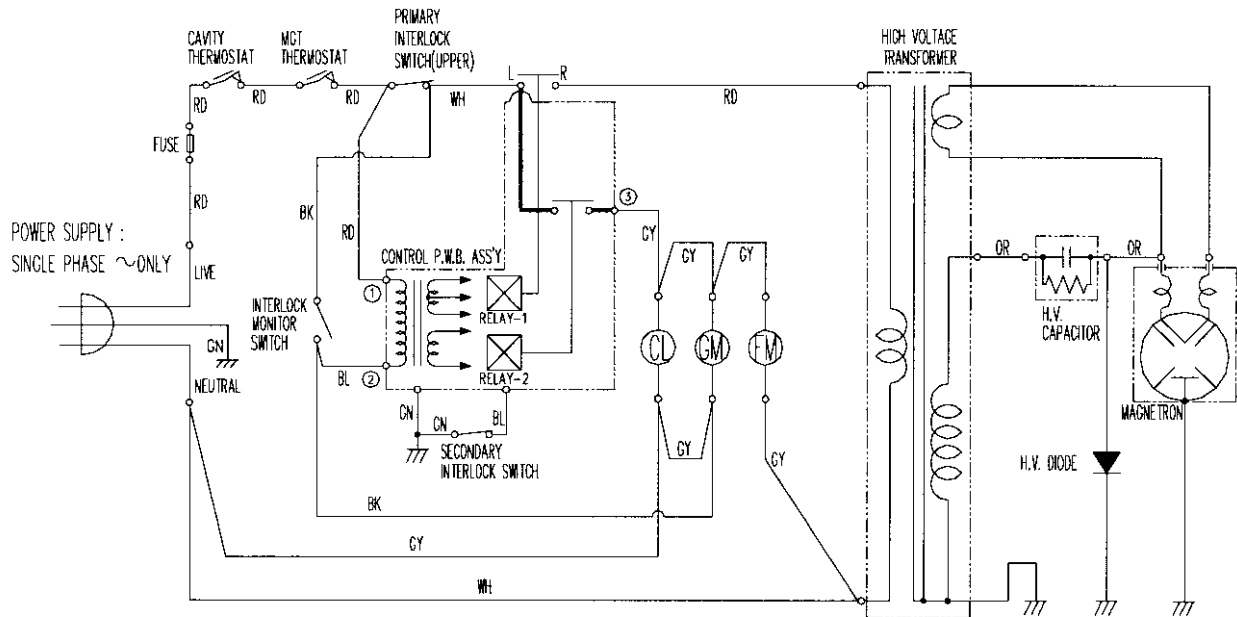 PRIMARY
INTERLOCK
SWITCH(UPPER)
CAVITY
THERMOSTAT
MGT
THERMOSTAT
HIGH VOLTAGE
TRANSFORMER
L
R
RD
RD
WH
RD
RD
FUSE
RD
BK
RD
③
GY
GY
GY
OR
OR
POWER SUPPLY :
SINGLE PHASE ～ONLY
LIVE
CONTROL P.W.B. ASS'Y
①
INTERLOCK
MONITOR
SWITCH
RELAY-1
H.V.
CAPACITOR
CL
GM
FM
GN
BL
②
RELAY-2
NEUTRAL
GN
GN
BL
MAGNETRON
SECONDARY
INTERLOCK SWITCH
GY
GY
H.V. DIODE
BK
GY
WH